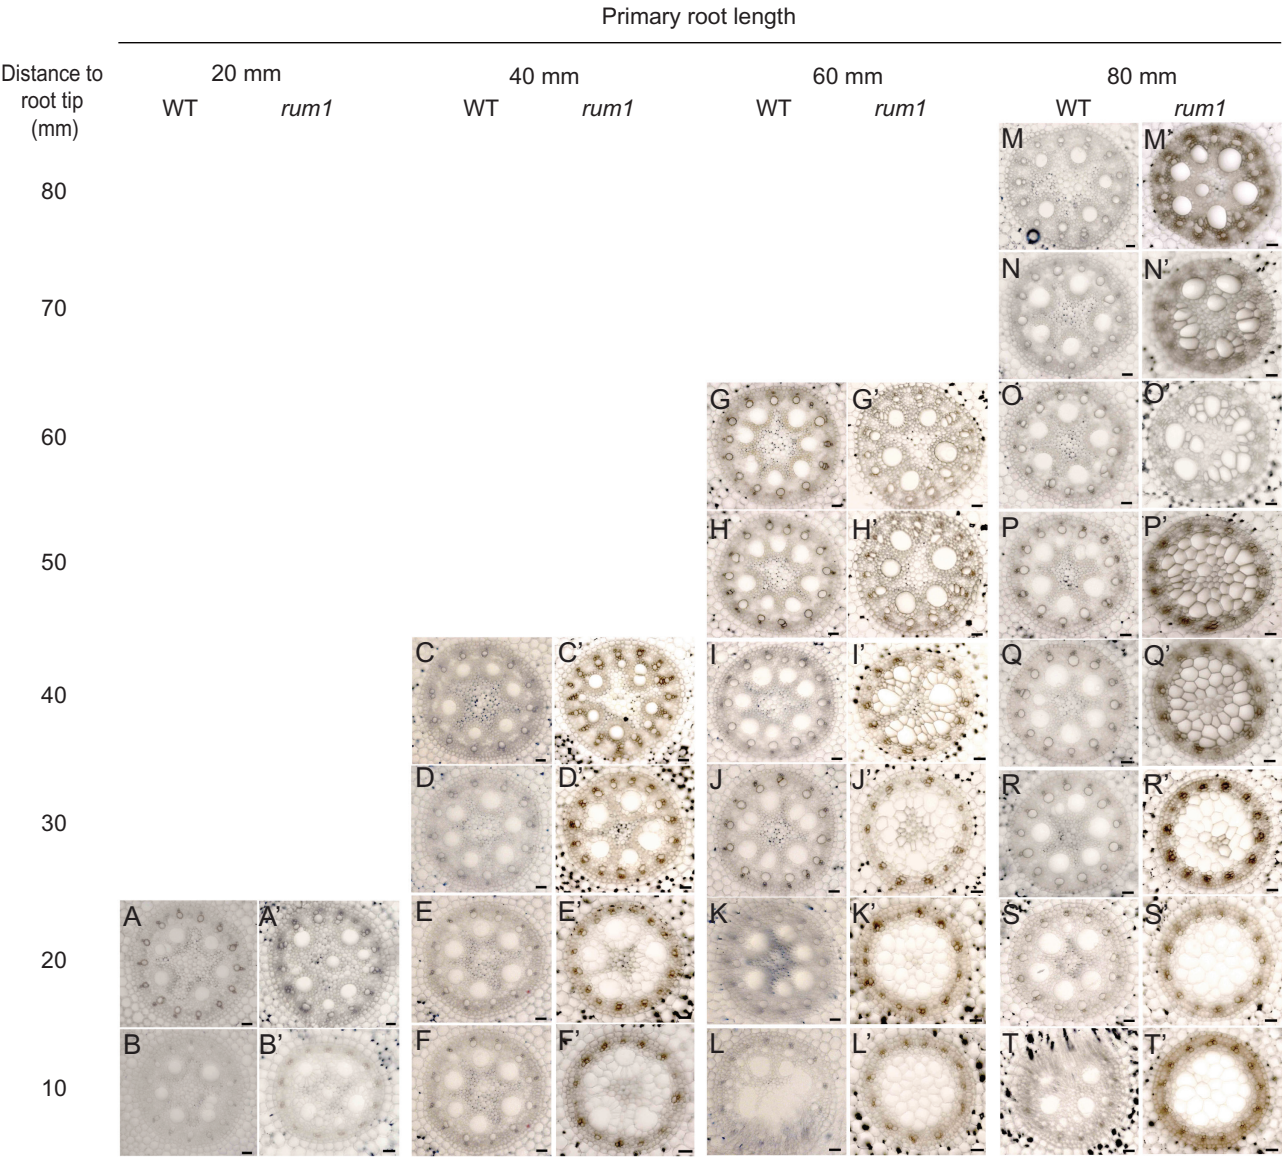 Primary root length
Distance to
root tip
(mm)
20 mm 40 mm 60 mm 80 mm
WT rum1 WT rum1 WT rum1 WT rum1
80 M M'
70 N N'
60 G G' O O'
50 H H' P P'
40 C C' I I' Q Q'
30 D D' J J' R R'
20 A A' E E' K K' S S'
10 B B' F F' L L' T T'